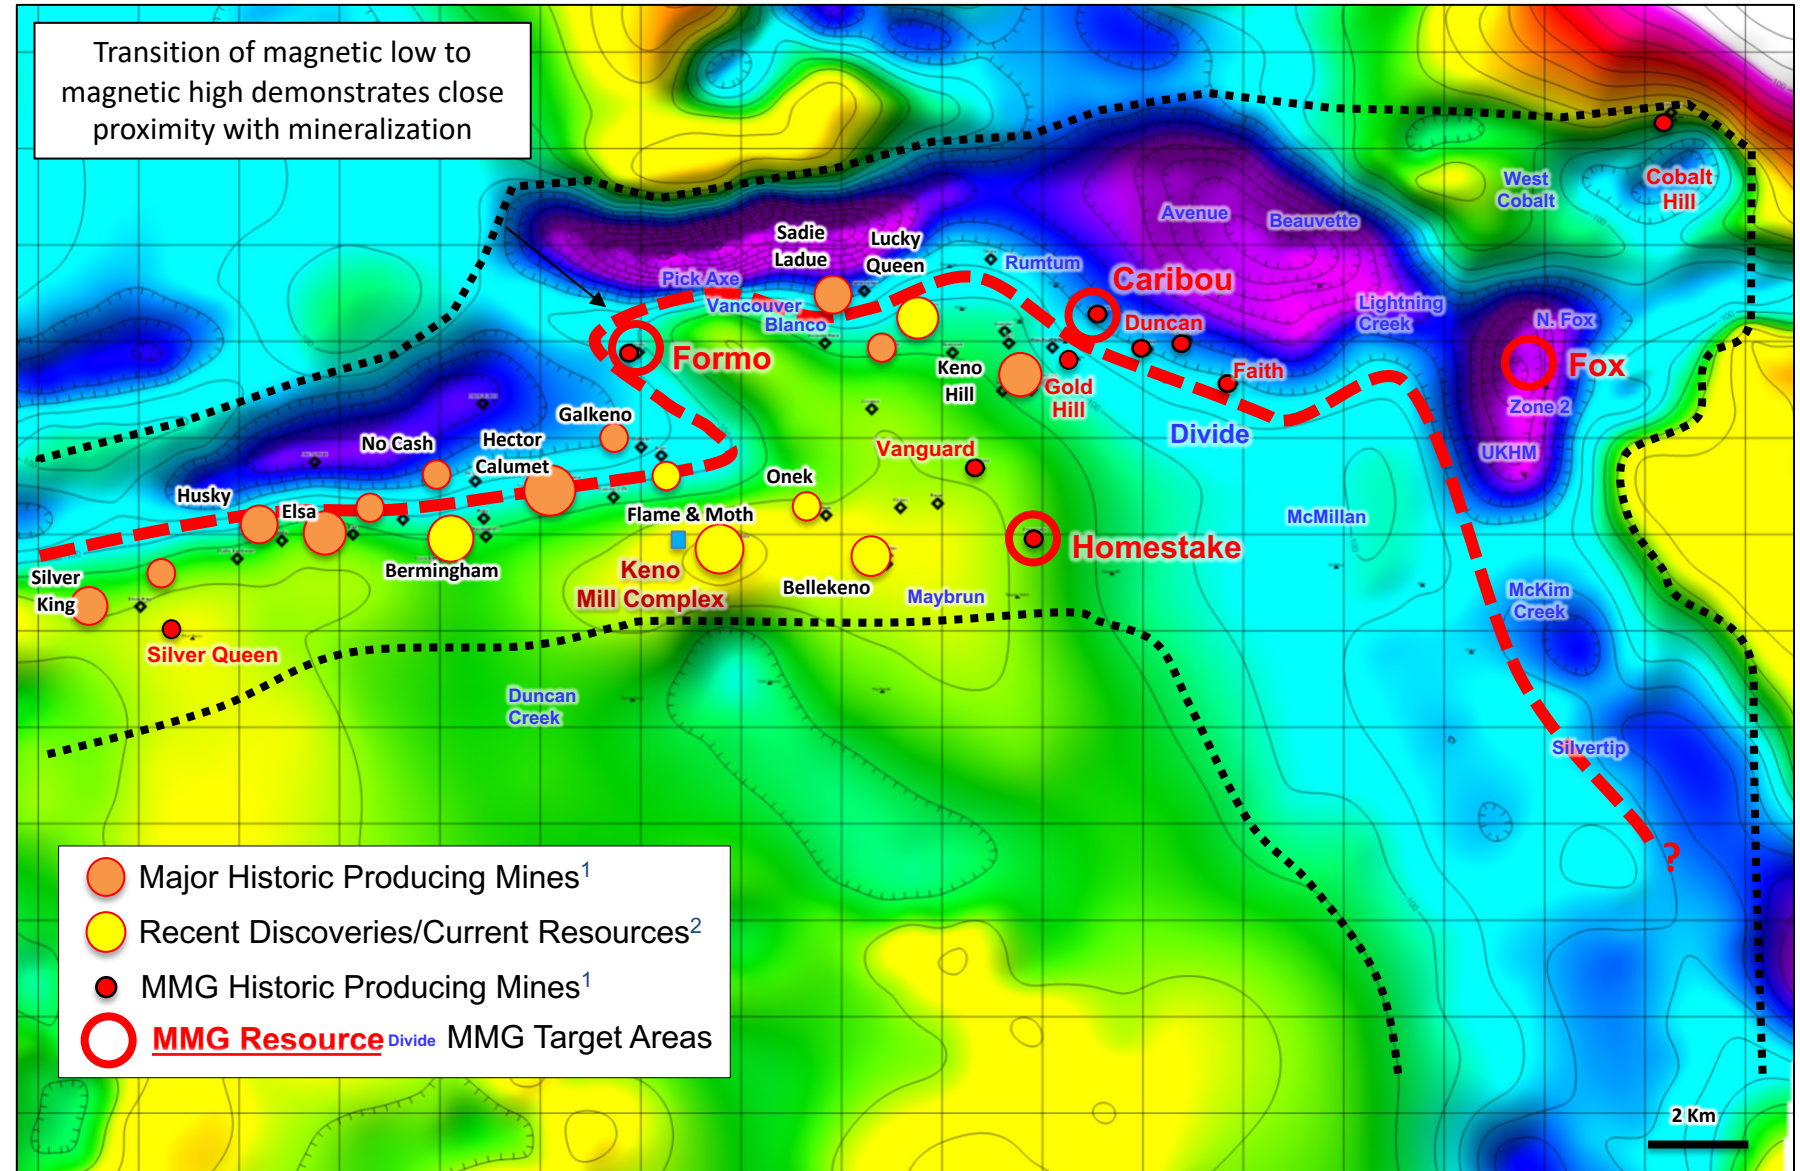 Transition of magnetic low to
magnetic high demonstrates close
proximity with mineralization
West
Cobalt
Cobalt
Hill
Avenue
Beauvette
Sadie
Ladue
Lucky
Queen
Rumtum
Pick Axe
Vancouver
Blanco
Caribou
Duncan
Lightning
Creek
N. Fox
Formo
Fox
Keno
Hill
Gold
Hill
Faith
Zone 2
Divide
UKHM
Galkeno
No Cash
Hector
Calumet
Vanguard
Onek
Husky
Elsa
Flame & Moth
McMillan
Homestake
Bermingham
Keno
Mill Complex
Bellekeno
Maybrun
McKim
Creek
Silver
King
Silver Queen
Duncan
Creek
Silvertip
?
Major Historic Producing Mines1
Recent Discoveries/Current Resources2
MMG Historic Producing Mines1
MMG Resource Divide MMG Target Areas
2 Km